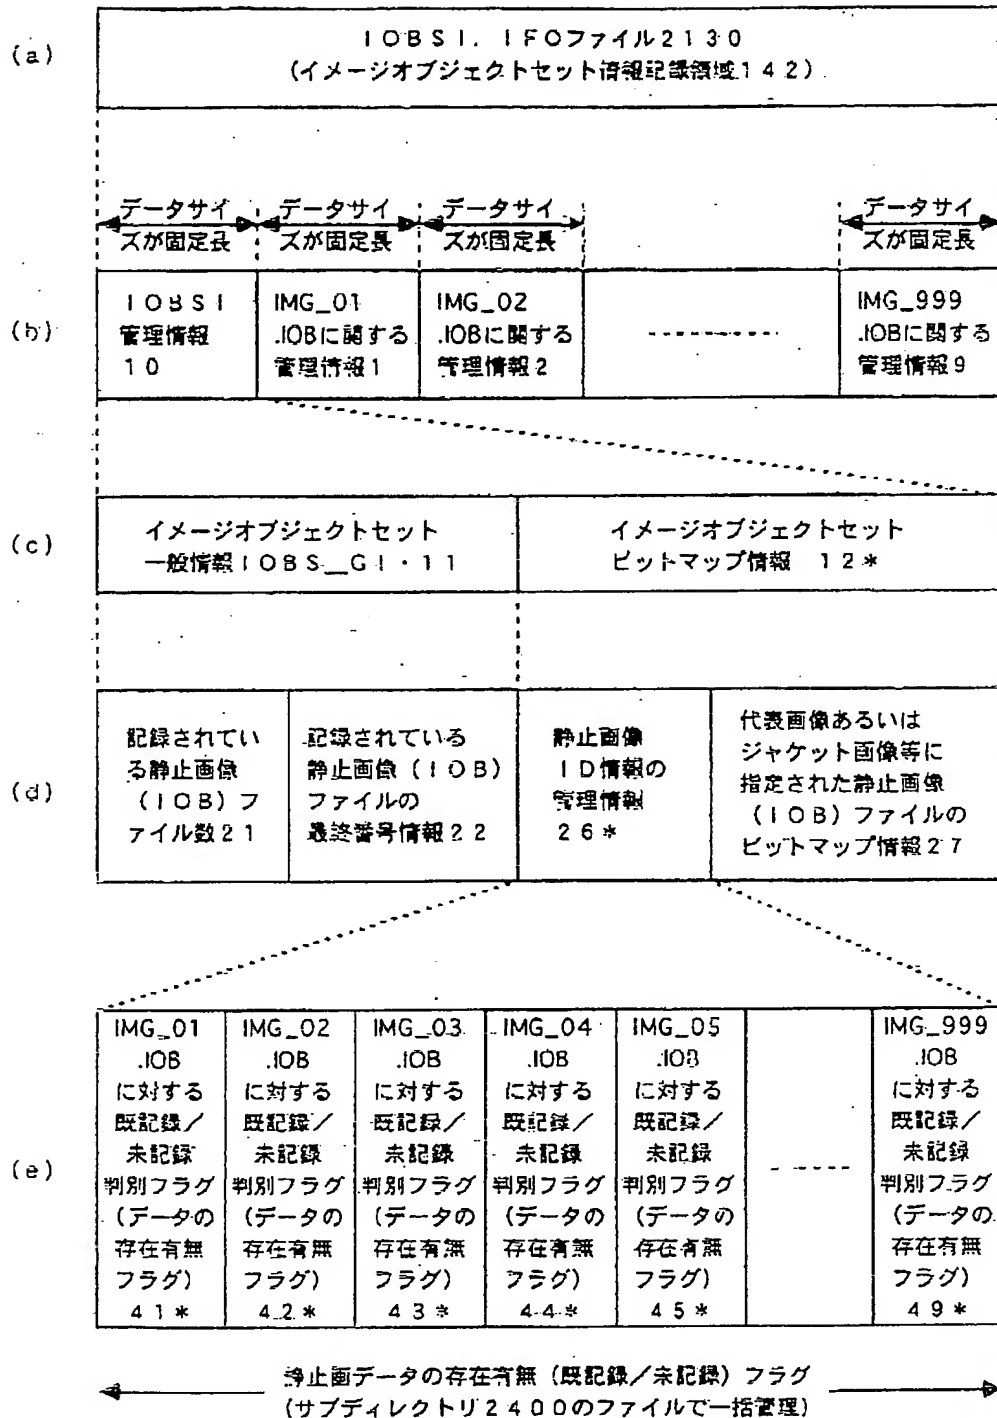 (a)
IOBSI. IFOファイル2130
(イメージオブジェクトセット情報記録領域142)
データサイ
ズが固定長
データサイ
ズが固定長
データサイ
ズが固定長
データサイ
ズが固定長
(b)
IOBSI
管理情報
10
IMG_01
.IOBに関する
管理情報1
IMG_02
.IOBに関する
管理情報2
IMG_999
.IOBに関する
管理情報9
(c)
イメージオブジェクトセット
一般情報IOBS__GI・11
イメージオブジェクトセット
ビットマップ情報 12*
(d)
記録されてい
る静止画像
(IOB)フ
ァイル数21
記録されている
静止画像(IOB)
ファイルの
最終番号情報22
静止画像
ID情報の
管理情報
26*
代表画像あるいは
ジャケット画像等に
指定された静止画像
(IOB)ファイルの
ビットマップ情報27
(e)
IMG_01
.IOB
に対する
既記録/
未記録
判別フラグ
(データの
存在有無
フラグ)
41*
IMG_02
.IOB
に対する
既記録/
未記録
判別フラグ
(データの
存在有無
フラグ)
42*
IMG_03
.IOB
に対する
既記録/
未記録
判別フラグ
(データの
存在有無
フラグ)
43*
IMG_04
.IOB
に対する
既記録/
未記録
判別フラグ
(データの
存在有無
フラグ)
44*
IMG_05
.IOB
に対する
既記録/
未記録
判別フラグ
(データの
存在有無
フラグ)
45*
IMG_999
.IOB
に対する
既記録/
未記録
判別フラグ
(データの
存在有無
フラグ)
49*
静止画データの存在有無(既記録/未記録)フラグ
(サブディレクトリ2400のファイルで一括管理)